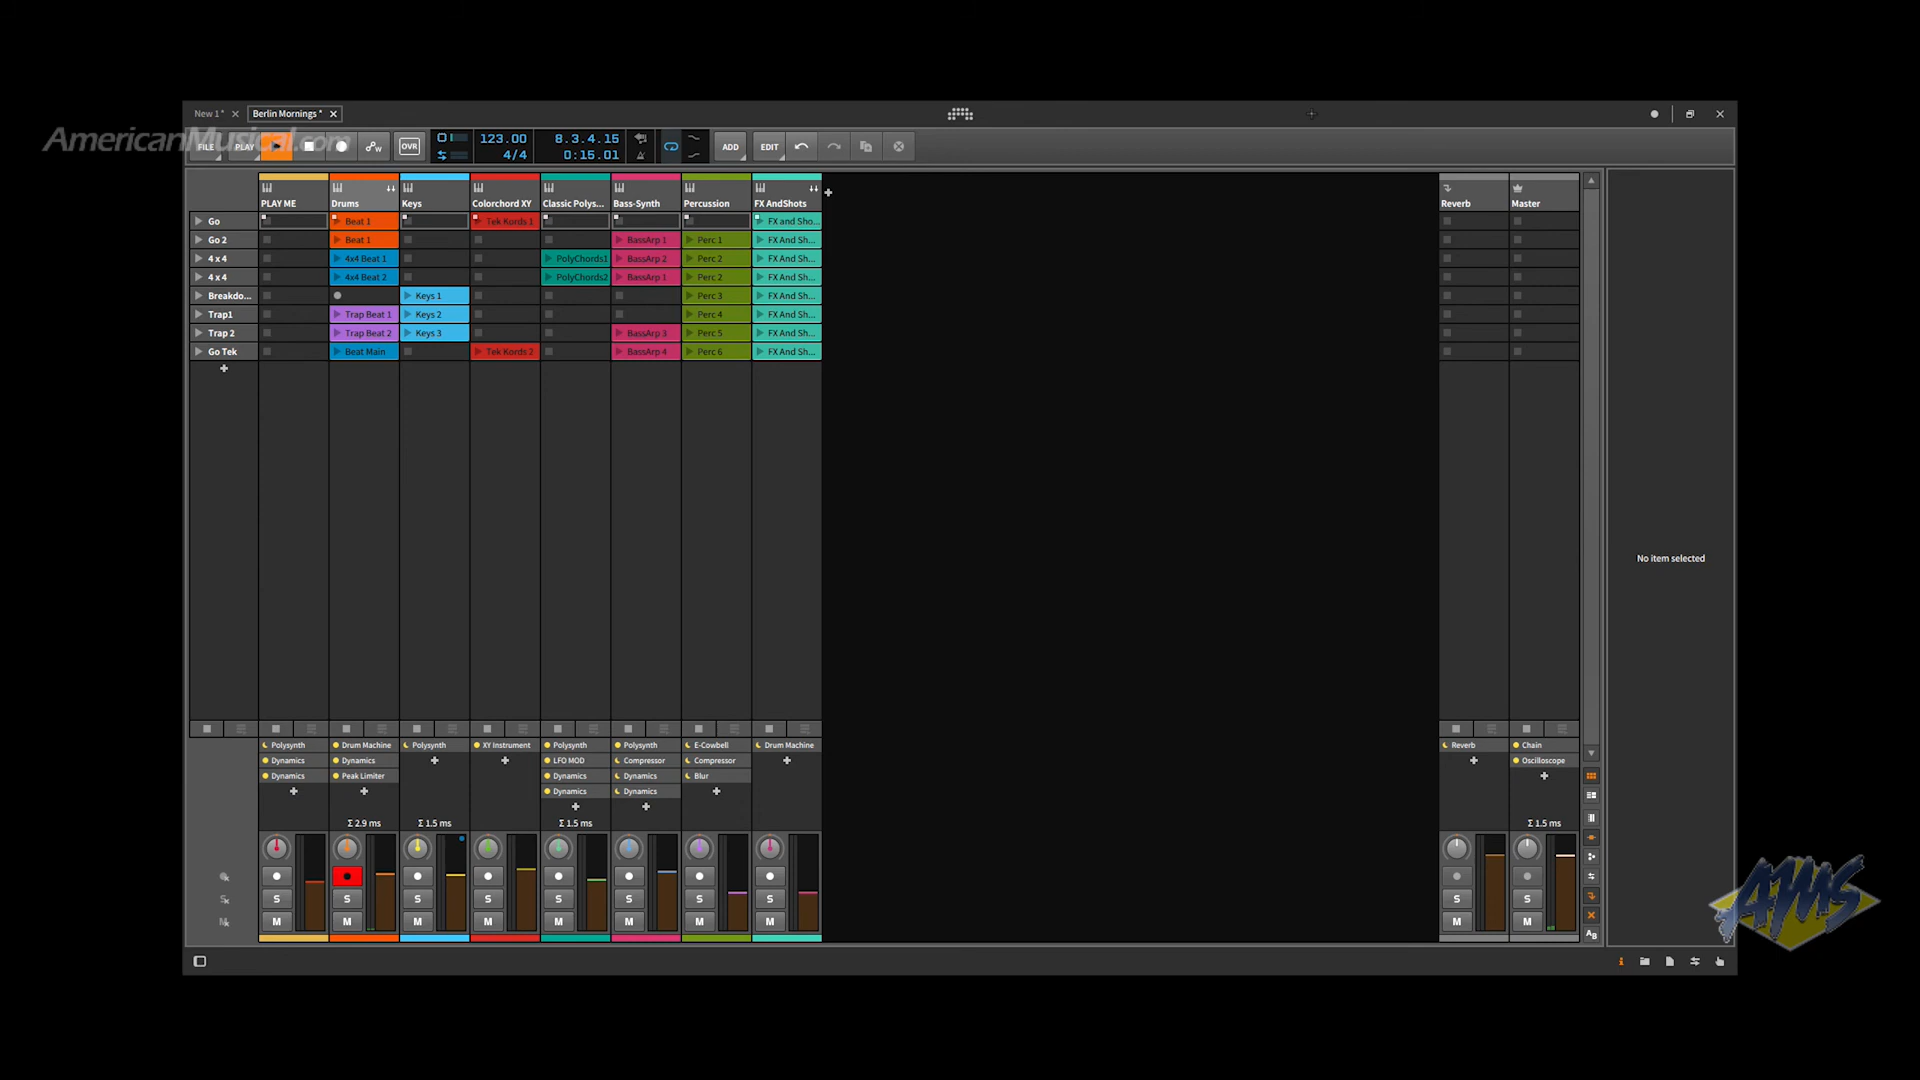 New 1 * Berlin Mornings *
AmericanMusical.com
FILE PLAY OVR 123.00 4/4 8.3.4.15 0:15.01 ADD EDIT
PLAY ME Drums Keys Colorchord XY Classic Polys... Bass-Synth Percussion FX AndShots Reverb Master
Go Beat 1 Tek Kords 1 FX and Sho...
Go 2 Beat 1 BassArp 1 Perc 1 FX And Sh...
4 x 4 4x4 Beat 1 PolyChords1 BassArp 2 Perc 2 FX And Sh...
4 x 4 4x4 Beat 2 PolyChords2 BassArp 1 Perc 2 FX And Sh...
Breakdo... Keys 1 Perc 3 FX And Sh...
Trap1 Trap Beat 1 Keys 2 Perc 4 FX And Sh...
Trap 2 Trap Beat 2 Keys 3 BassArp 3 Perc 5 FX And Sh...
Go Tek Beat Main Tek Kords 2 BassArp 4 Perc 6 FX And Sh...
No item selected
Polysynth Drum Machine Polysynth XY Instrument Polysynth Polysynth E-Cowbell Drum Machine Reverb Chain
Dynamics Dynamics LFO MOD Compressor Compressor Oscilloscope
Dynamics Peak Limiter Dynamics Dynamics Blur
Dynamics Dynamics
Σ 2.9 ms Σ 1.5 ms Σ 1.5 ms Σ 1.5 ms
S S S S S S S S S S
M M M M M M M M M M
AMS